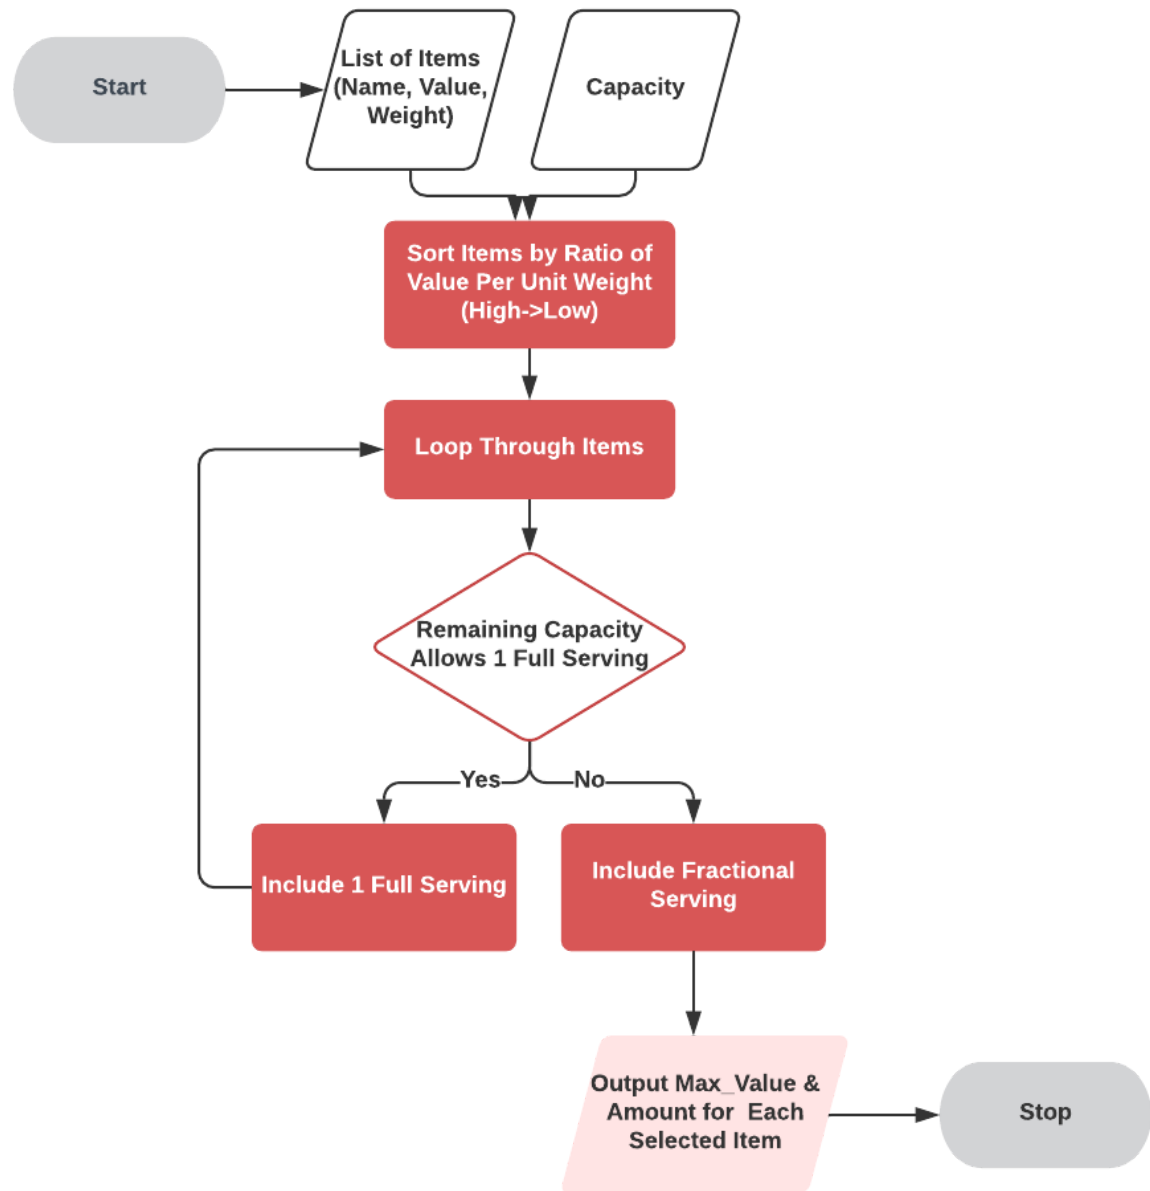 Start
List of Items
(Name, Value,
Weight)
Capacity
Sort Items by Ratio of
Value Per Unit Weight
(High->Low)
Loop Through Items
Remaining Capacity
Allows 1 Full Serving
Yes
No
Include 1 Full Serving
Include Fractional
Serving
Output Max_Value &
Amount for  Each
Selected Item
Stop